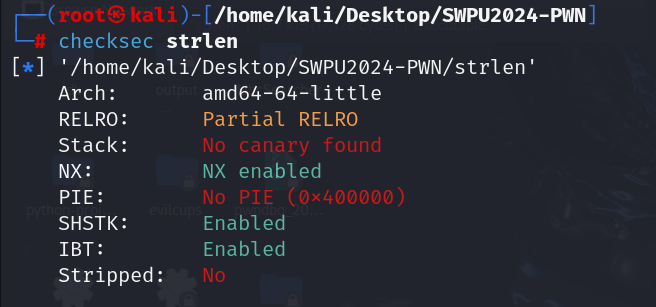 ┌──(root㉿kali)-[/home/kali/Desktop/SWPU2024-PWN]
└─# checksec strlen
[*] '/home/kali/Desktop/SWPU2024-PWN/strlen'
Arch: amd64-64-little
RELRO: Partial RELRO
Stack: No canary found
NX: NX enabled
PIE: No PIE (0×400000)
SHSTK: Enabled
IBT: Enabled
Stripped: No